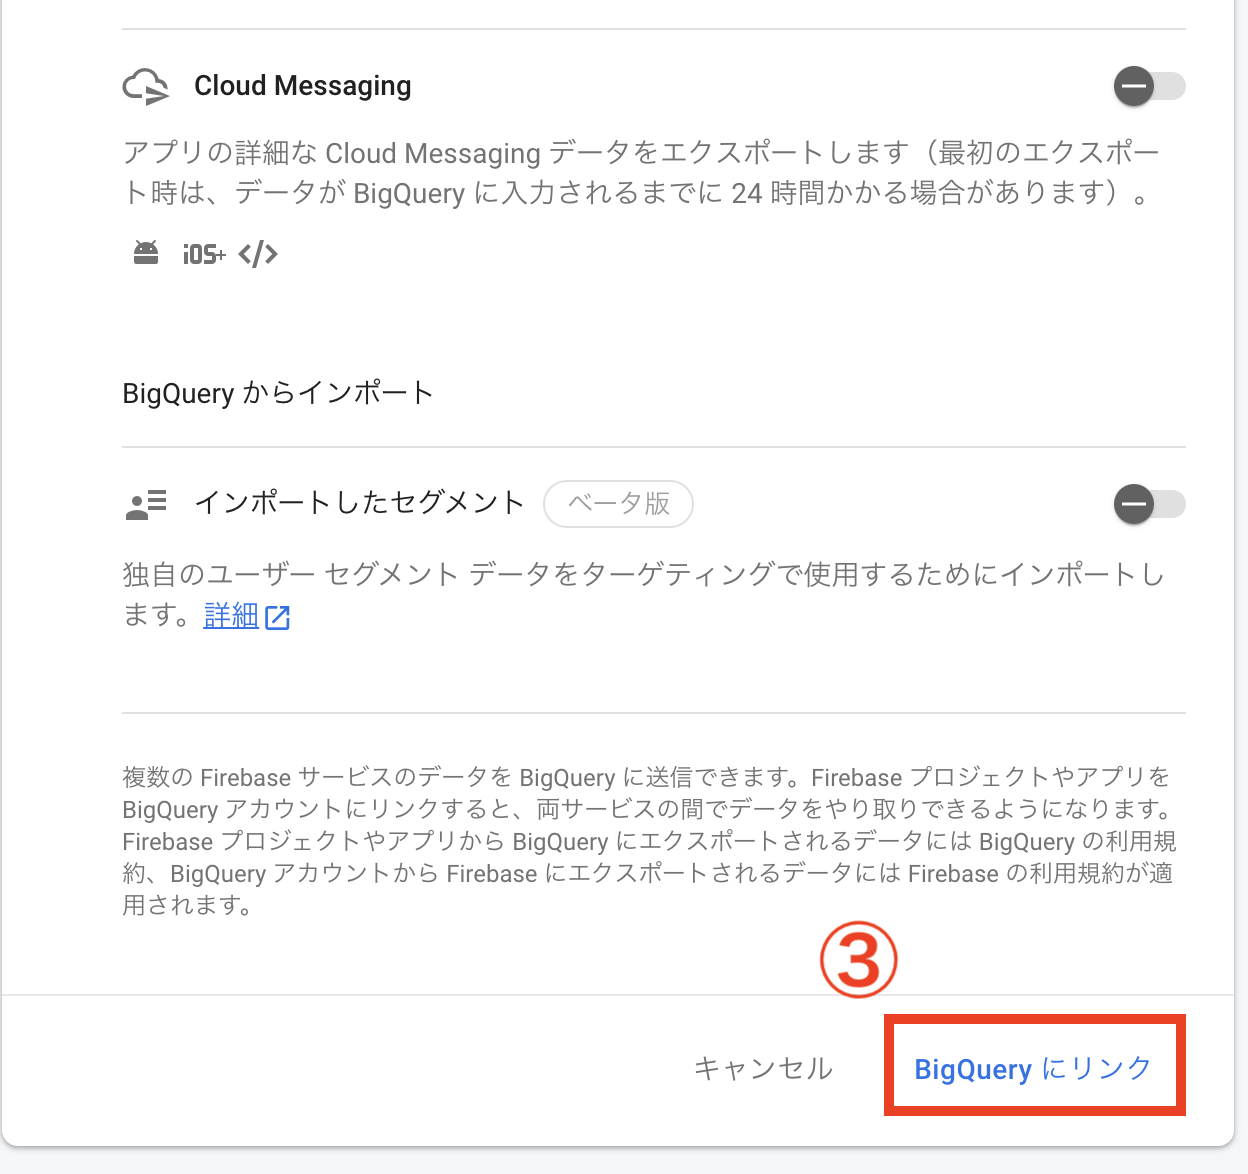 Cloud Messaging
アプリの詳細な Cloud Messaging データをエクスポートします（最初のエクスポー
ト時は、データが BigQuery に入力されるまでに 24 時間かかる場合があります）。
iOS+ </>
BigQuery からインポート
インポートしたセグメント ベータ版
独自のユーザー セグメント データをターゲティングで使用するためにインポートし
ます。詳細
複数の Firebase サービスのデータを BigQuery に送信できます。Firebase プロジェクトやアプリを
BigQuery アカウントにリンクすると、両サービスの間でデータをやり取りできるようになります。
Firebase プロジェクトやアプリから BigQuery にエクスポートされるデータには BigQuery の利用規
約、BigQuery アカウントから Firebase にエクスポートされるデータには Firebase の利用規約が適
用されます。
③
キャンセル BigQuery にリンク